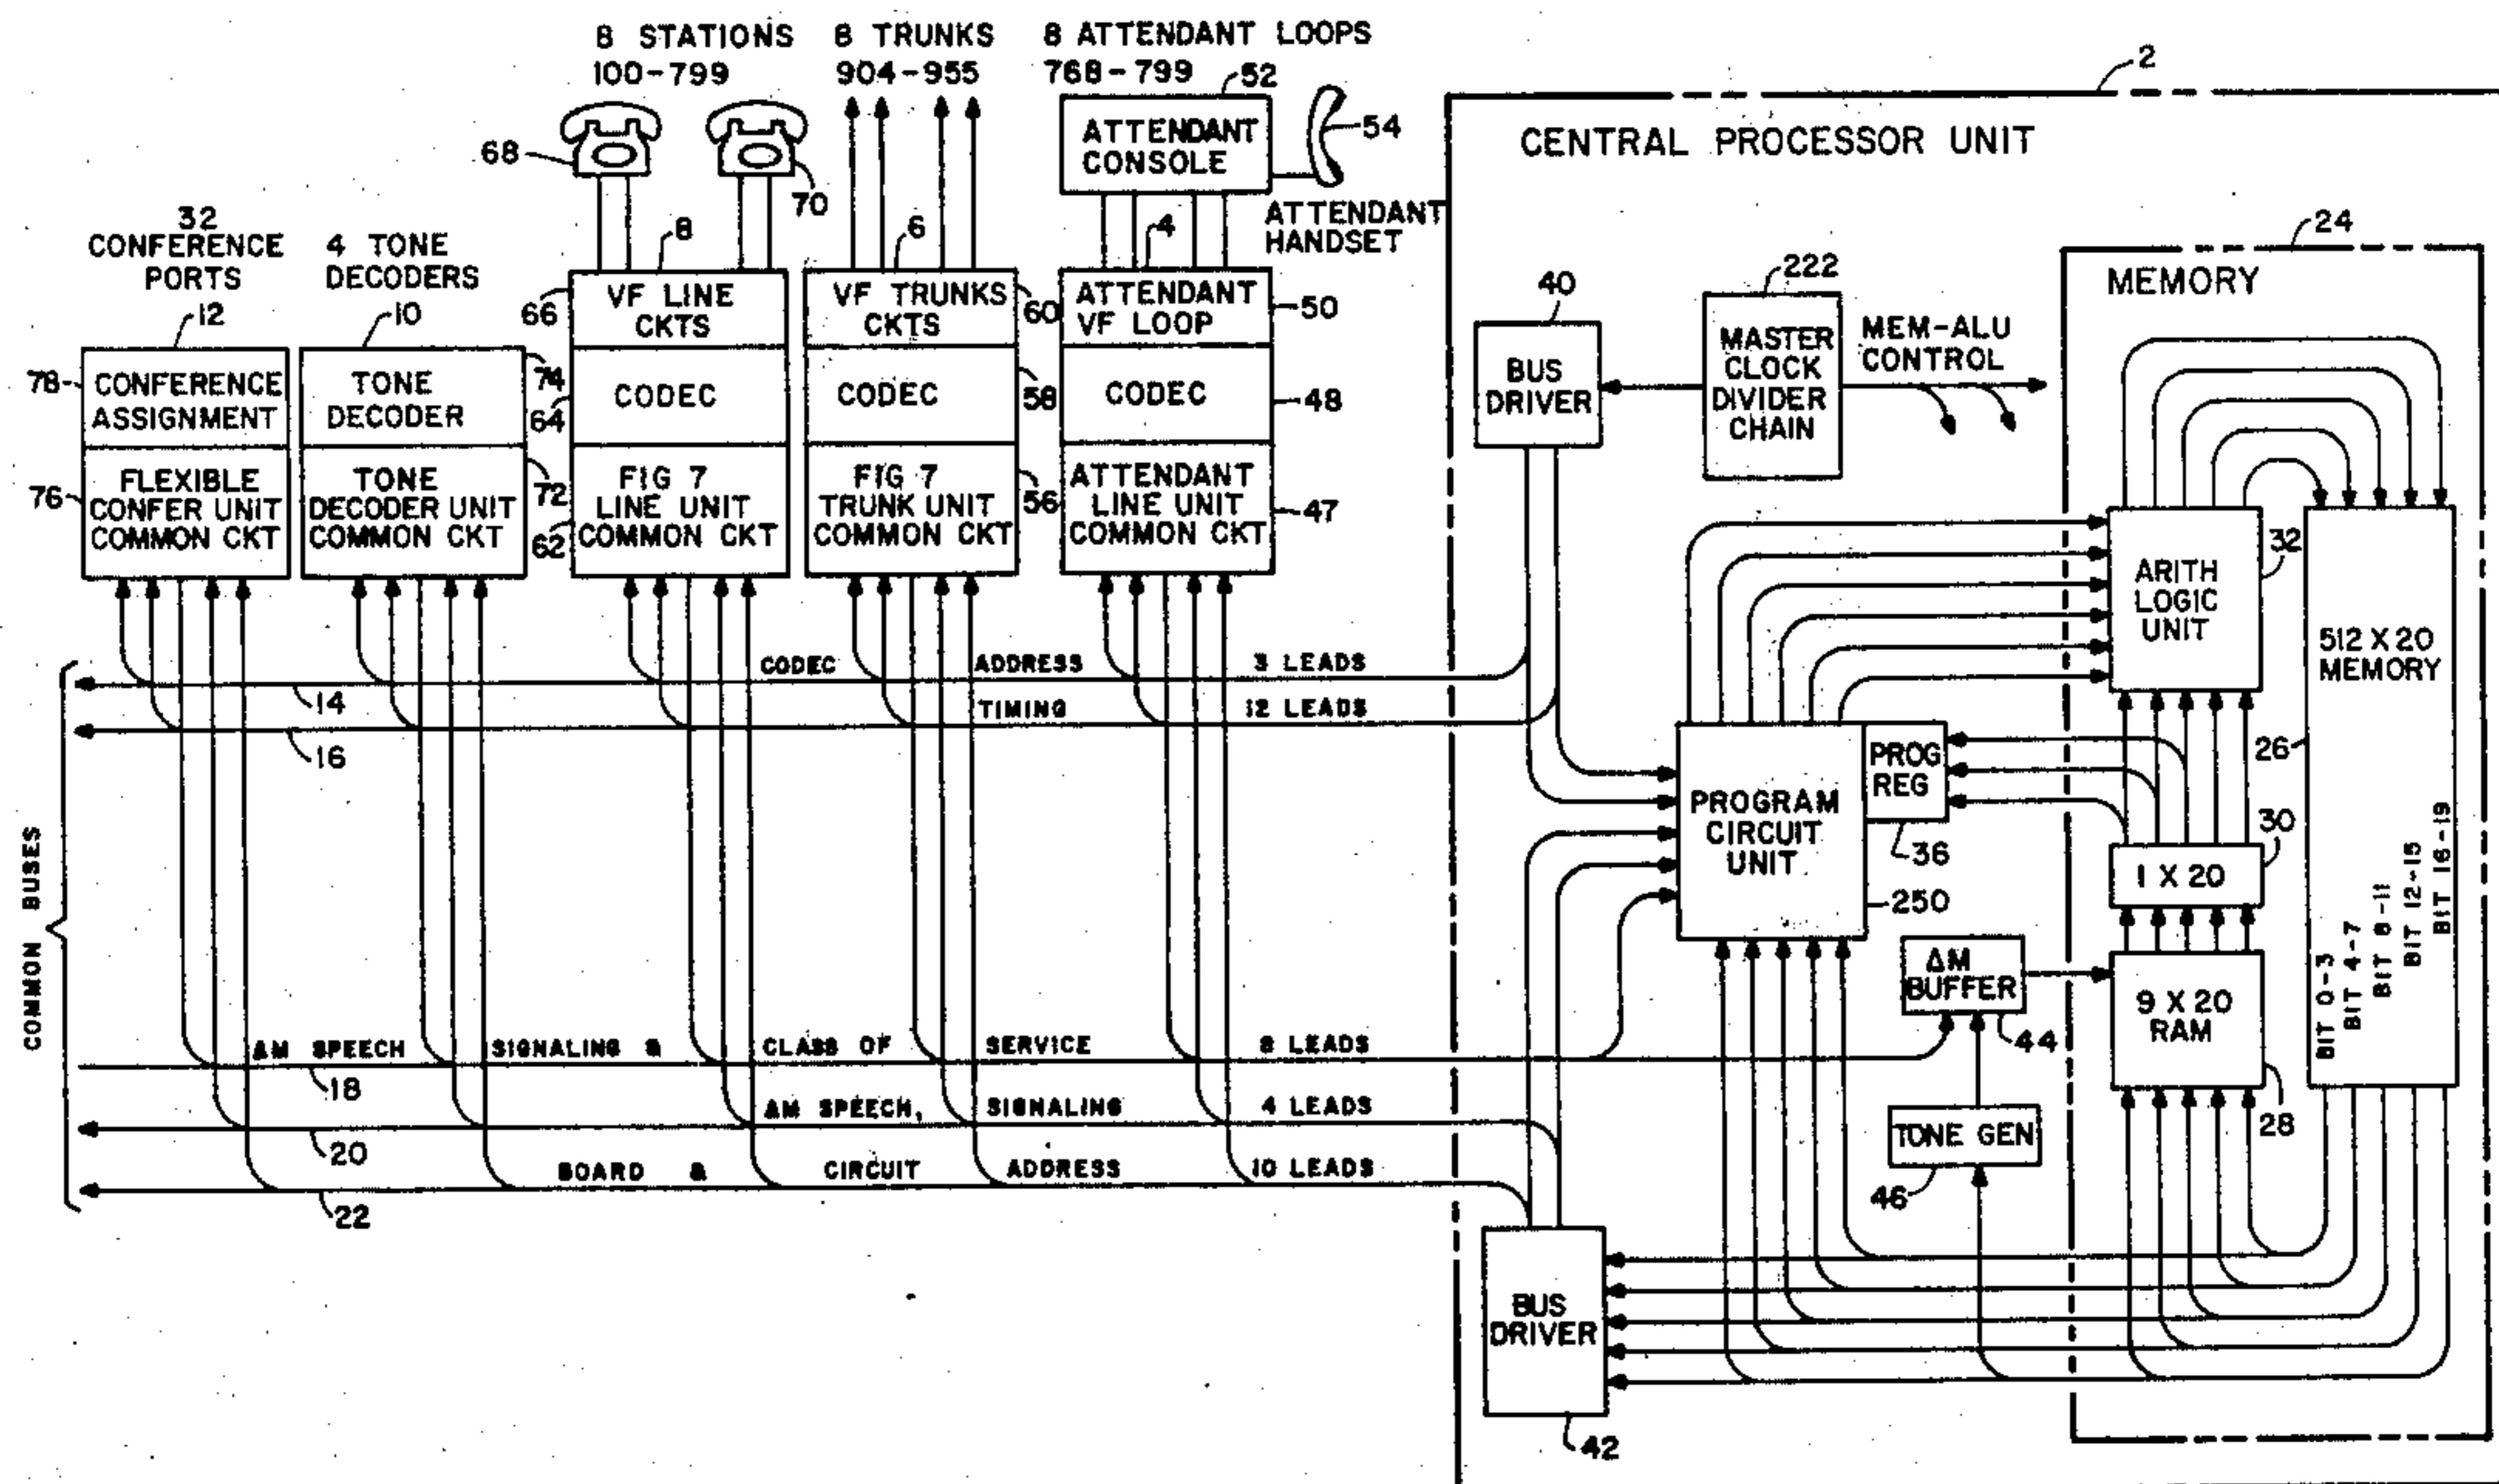 8 STATIONS
100-799
8 TRUNKS
904-955
8 ATTENDANT LOOPS
768-799
52
2
ATTENDANT
CONSOLE
54
68
70
CENTRAL PROCESSOR UNIT
ATTENDANT
HANDSET
32
CONFERENCE
PORTS
12
4 TONE
DECODERS
10
8
6
4
24
MEMORY
40
222
66
VF LINE
CKTS
VF TRUNKS
CKTS
60
ATTENDANT
VF LOOP
50
BUS
DRIVER
MASTER
CLOCK
DIVIDER
CHAIN
MEM-ALU
CONTROL
78
CONFERENCE
ASSIGNMENT
TONE
DECODER
74
64
CODEC
CODEC
58
CODEC
48
76
FLEXIBLE
CONFER UNIT
COMMON CKT
TONE
DECODER UNIT
COMMON CKT
72
62
FIG 7
LINE UNIT
COMMON CKT
FIG 7
TRUNK UNIT
COMMON CKT
56
ATTENDANT
LINE UNIT
COMMON CKT
47
ARITH
LOGIC
UNIT
32
512 X 20
MEMORY
26
CODEC ADDRESS 3 LEADS
14
TIMING 12 LEADS
16
PROGRAM
CIRCUIT
UNIT
PROG
REG
36
250
1 X 20
30
BIT 0-3
BIT 4-7
BIT 8-11
BIT 12-15
BIT 16-19
COMMON BUSES
ΔM
BUFFER
44
9 X 20
RAM
28
ΔM SPEECH SIGNALING & CLASS OF SERVICE 8 LEADS
18
ΔM SPEECH, SIGNALING 4 LEADS
20
TONE GEN
46
BOARD & CIRCUIT ADDRESS 10 LEADS
22
BUS
DRIVER
42